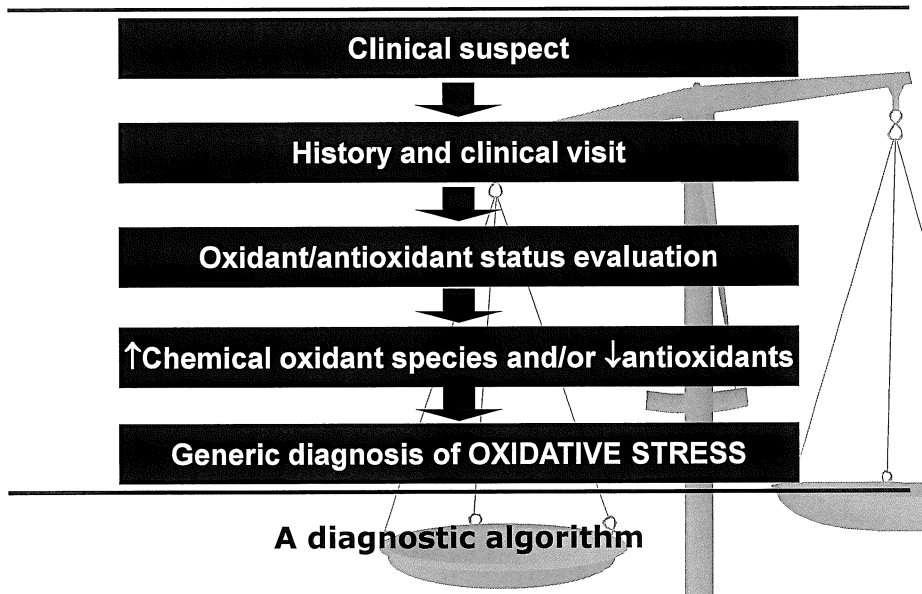 Clinical suspect
History and clinical visit
Oxidant/antioxidant status evaluation
↑Chemical oxidant species and/or ↓antioxidants
Generic diagnosis of OXIDATIVE STRESS
A diagnostic algorithm